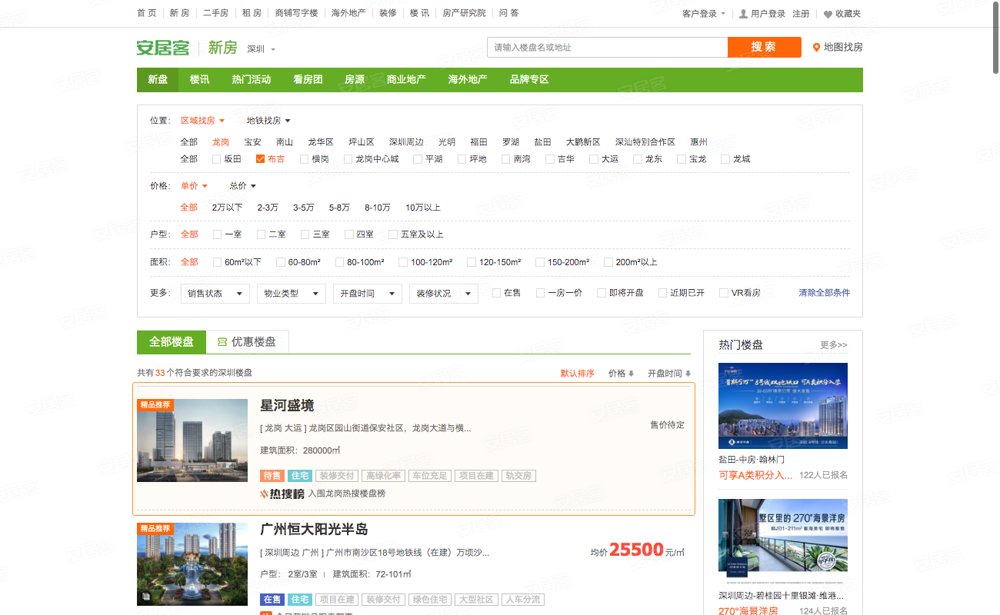 首 页 新 房 二手房 租 房 商铺写字楼 海外地产 装修 楼 讯 房产研究院 问 答 客户登录 用户登录 注册 收藏夹
安居客 新房 深圳 请输入楼盘名或地址 搜 索 地图找房
新盘 楼讯 热门活动 看房团 房源 商业地产 海外地产 品牌专区
位置： 区域找房 地铁找房
全部 龙岗 宝安 南山 龙华区 坪山区 深圳周边 光明 福田 罗湖 盐田 大鹏新区 深汕特别合作区 惠州
全部 坂田 布吉 横岗 龙岗中心城 平湖 坪地 南湾 吉华 大运 龙东 宝龙 龙城
价格： 单价 总价
全部 2万以下 2-3万 3-5万 5-8万 8-10万 10万以上
户型： 全部 一室 二室 三室 四室 五室及以上
面积： 全部 60m²以下 60-80m² 80-100m² 100-120m² 120-150m² 150-200m² 200m²以上
更多： 销售状态 物业类型 开盘时间 装修状况 在售 一房一价 即将开盘 近期已开 VR看房 清除全部条件
全部楼盘 优惠楼盘
共有33个符合要求的深圳楼盘 默认排序 价格 开盘时间
精品推荐
星河盛境
[ 龙岗 大运 ] 龙岗区园山街道保安社区，龙岗大道与横...
售价待定
建筑面积：280000㎡
待售 住宅 装修交付 高绿化率 车位充足 项目在建 轨交房
热搜榜 入围龙岗热搜楼盘榜
精品推荐
广州恒大阳光半岛
[ 深圳周边 广州 ] 广州市南沙区18号地铁线（在建）万顷沙...
均价25500元/㎡
户型： 2室/3室 建筑面积：72-101㎡
在售 住宅 项目在建 装修交付 绿色住宅 大型社区 人车分流
热门楼盘 更多>>
盐田-中房·翰林门
可享A类积分入... 122人已报名
墅区里的 270°海景洋房
深圳周边-碧桂园十里银滩·维港...
270°海景洋房 124人已报名